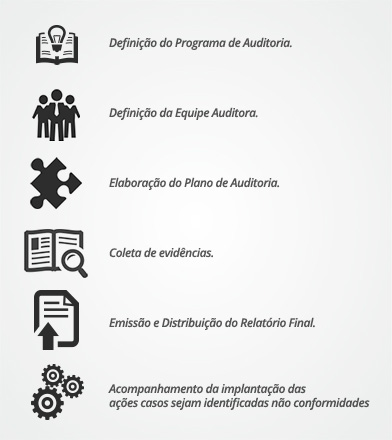 Definição do Programa de Auditoria.
Definição da Equipe Auditora.
Elaboração do Plano de Auditoria.
Coleta de evidências.
Emissão e Distribuição do Relatório Final.
Acompanhamento da implantação das
ações casos sejam identificadas não conformidades